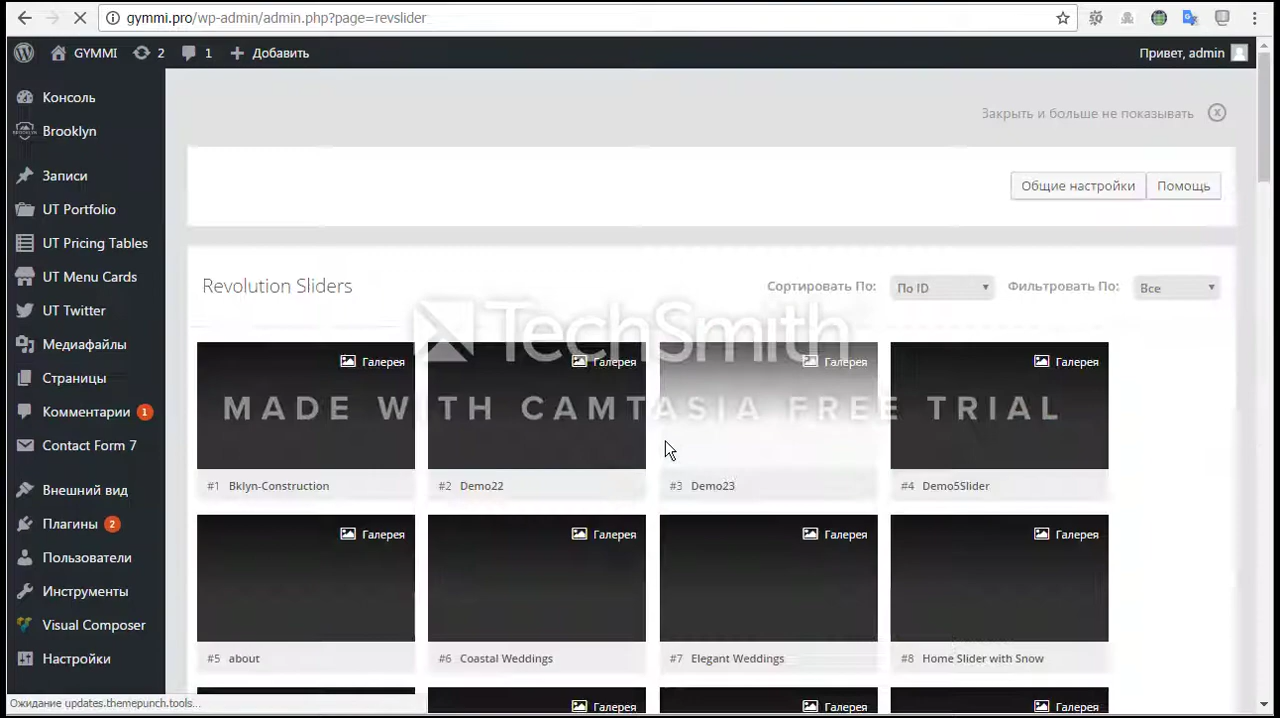 gymmi.pro/wp-admin/admin.php?page=revslider
GYMMI 2 1 Добавить Привет, admin
Консоль
Brooklyn
Записи
UT Portfolio
UT Pricing Tables
UT Menu Cards
UT Twitter
Медиафайлы
Страницы
Комментарии 1
Contact Form 7
Внешний вид
Плагины 2
Пользователи
Инструменты
Visual Composer
Настройки
Закрыть и больше не показывать
Общие настройки Помощь
Revolution Sliders Сортировать По: По ID Фильтровать По: Все
TechSmith
Галерея Галерея Галерея Галерея
MADE WITH CAMTASIA FREE TRIAL
#1 Bklyn-Construction #2 Demo22 #3 Demo23 #4 Demo5Slider
Галерея Галерея Галерея Галерея
#5 about #6 Coastal Weddings #7 Elegant Weddings #8 Home Slider with Snow
Галерея Галерея Галерея
Ожидание updates.themepunch.tools...